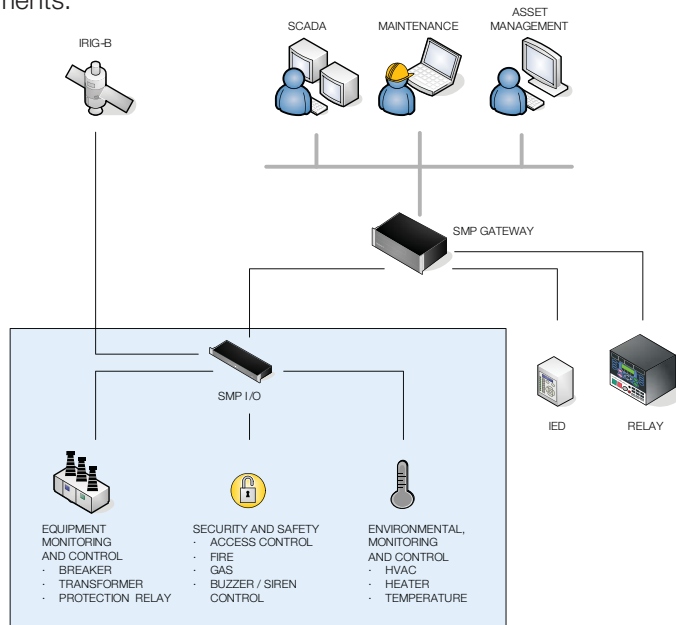 ments.
IRIG-B
SCADA
MAINTENANCE
ASSET
MANAGEMENT
SMP GATEWAY
SMP I/O
IED
RELAY
EQUIPMENT
MONITORING
AND CONTROL
· BREAKER
· TRANSFORMER
· PROTECTION RELAY
SECURITY AND SAFETY
· ACCESS CONTROL
· FIRE
· GAS
· BUZZER / SIREN
CONTROL
ENVIRONMENTAL,
MONITORING
AND CONTROL
· HVAC
· HEATER
· TEMPERATURE